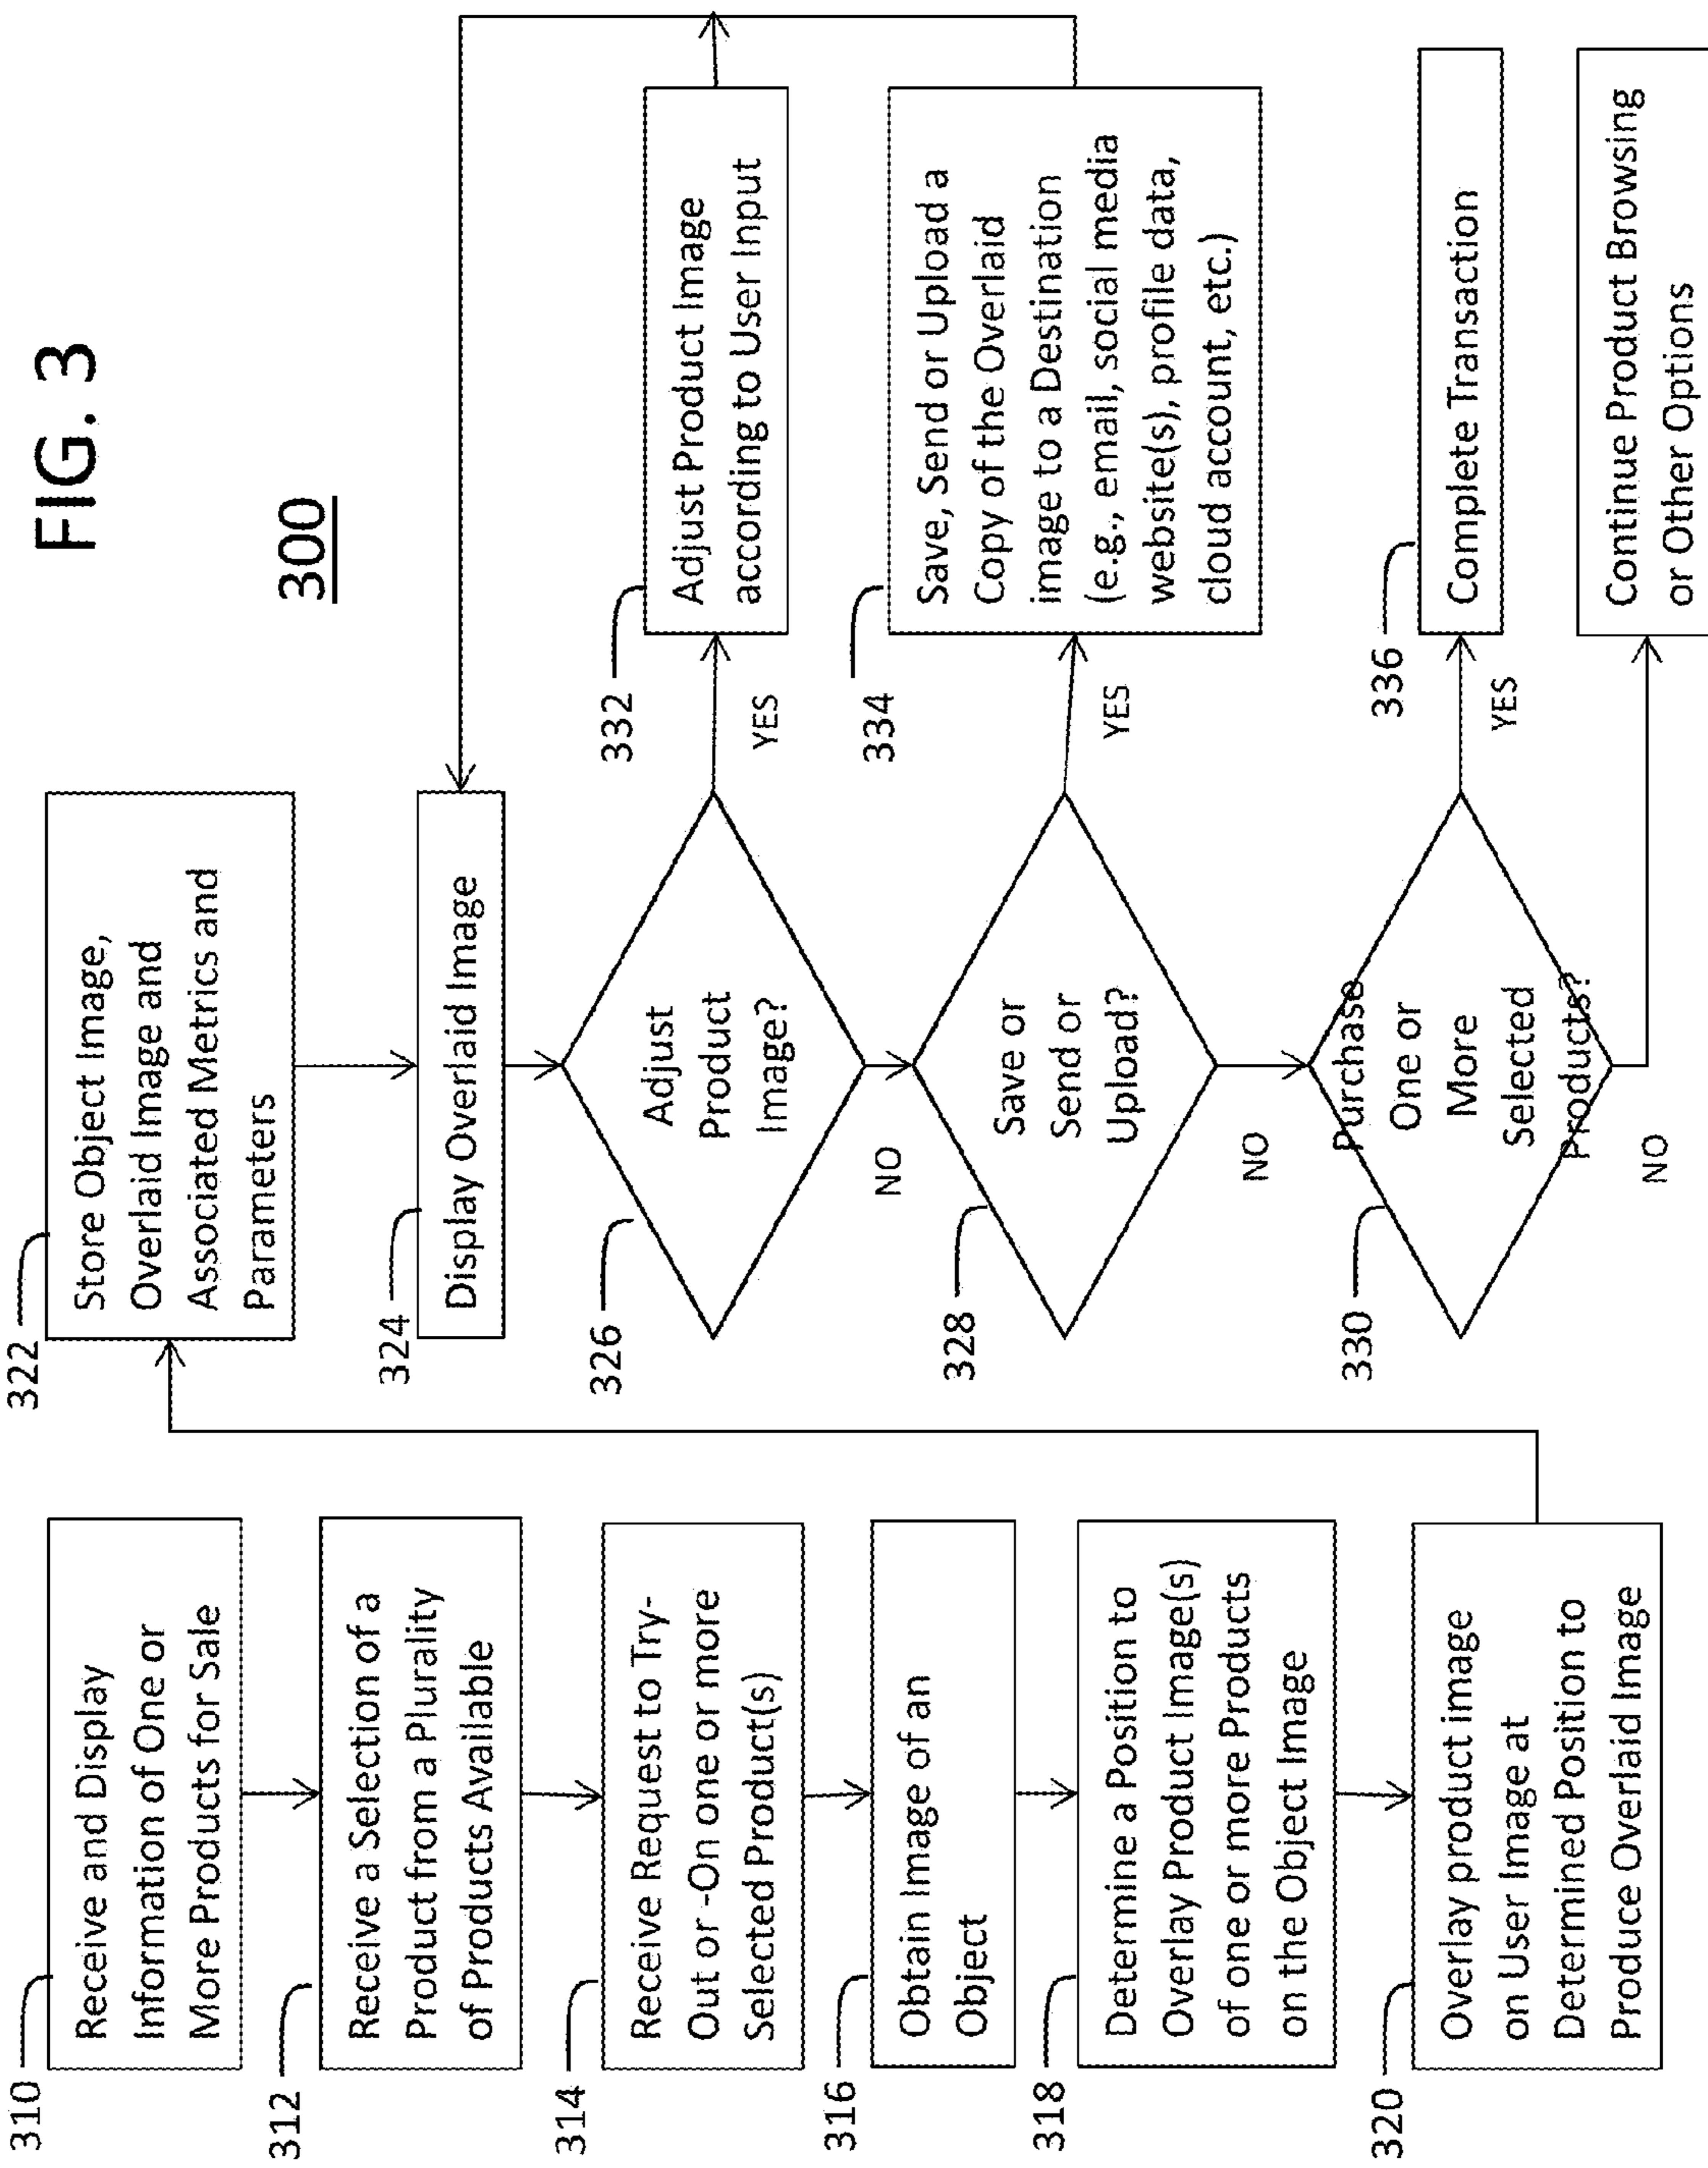 FIG. 3
300
310
Receive and Display
Information of One or
More Products for Sale
312
Receive a Selection of a
Product from a Plurality
of Products Available
314
Receive Request to Try-
Out or -On one or more
Selected Product(s)
316
Obtain Image of an
Object
318
Determine a Position to
Overlay Product Image(s)
of one or more Products
on the Object Image
320
Overlay product image
on User Image at
Determined Position to
Produce Overlaid Image
322
Store Object Image,
Overlaid Image and
Associated Metrics and
Parameters
324
Display Overlaid Image
326
Adjust
Product
Image?
YES
NO
332
Adjust Product Image
according to User Input
328
Save or
Send or
Upload?
YES
NO
334
Save, Send or Upload a
Copy of the Overlaid
image to a Destination
(e.g., email, social media
website(s), profile data,
cloud account, etc.)
330
Purchase
One or
More
Selected
Products?
YES
NO
336
Complete Transaction
Continue Product Browsing
or Other Options